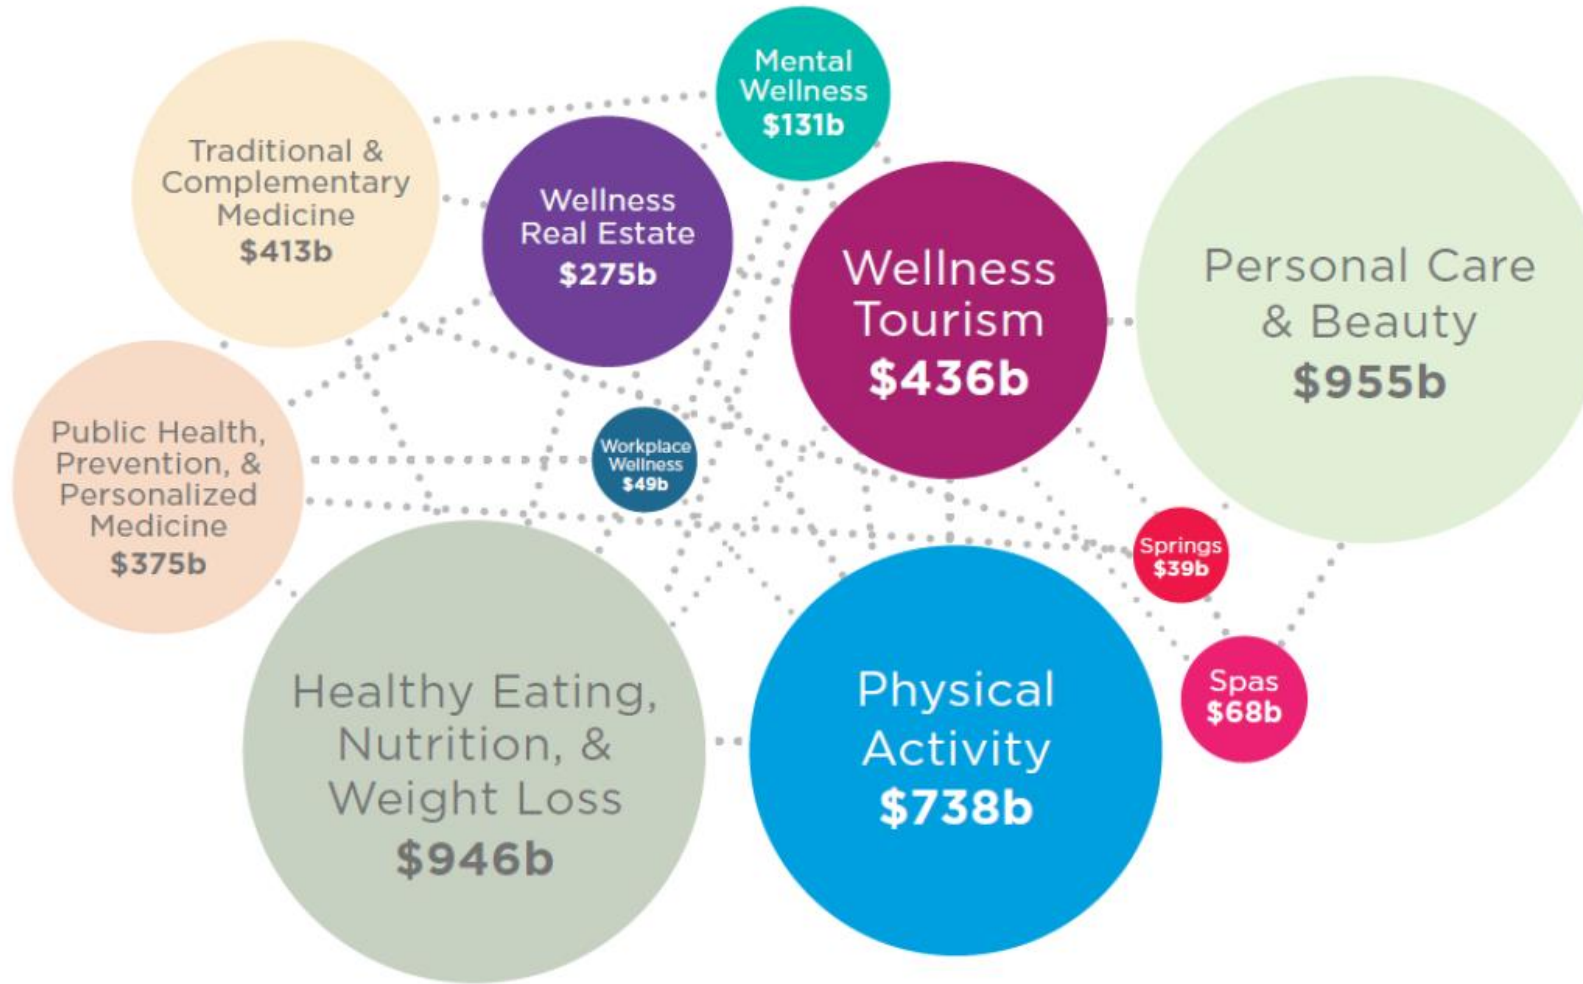 Mental
Wellness
$131b
Traditional &
Complementary
Medicine
$413b
Wellness
Real Estate
$275b
Wellness
Tourism
$436b
Personal Care
& Beauty
$955b
Public Health,
Prevention, &
Personalized
Medicine
$375b
Workplace
Wellness
$49b
Springs
$39b
Healthy Eating,
Nutrition, &
Weight Loss
$946b
Physical
Activity
$738b
Spas
$68b